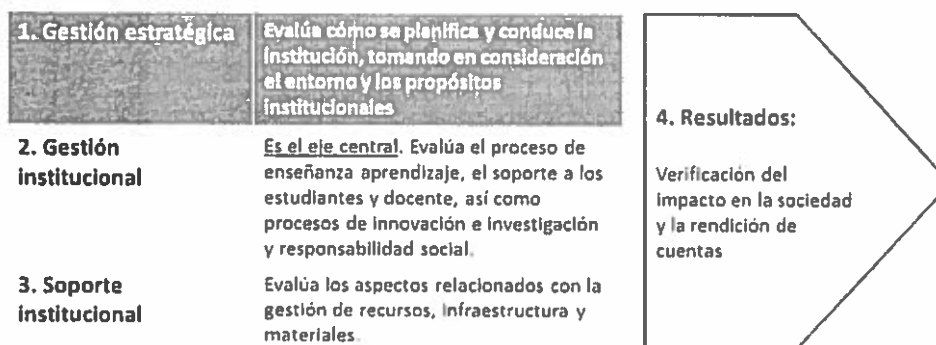 1. Gestión estratégica
Evalúa cómo se planifica y conduce la
institución, tomando en consideración
el entorno y los propósitos
institucionales
2. Gestión
institucional
Es el eje central. Evalúa el proceso de
enseñanza aprendizaje, el soporte a los
estudiantes y docente, así como
procesos de innovación e investigación
y responsabilidad social.
3. Soporte
institucional
Evalúa los aspectos relacionados con la
gestión de recursos, infraestructura y
materiales.
4. Resultados:
Verificación del
impacto en la sociedad
y la rendición de
cuentas